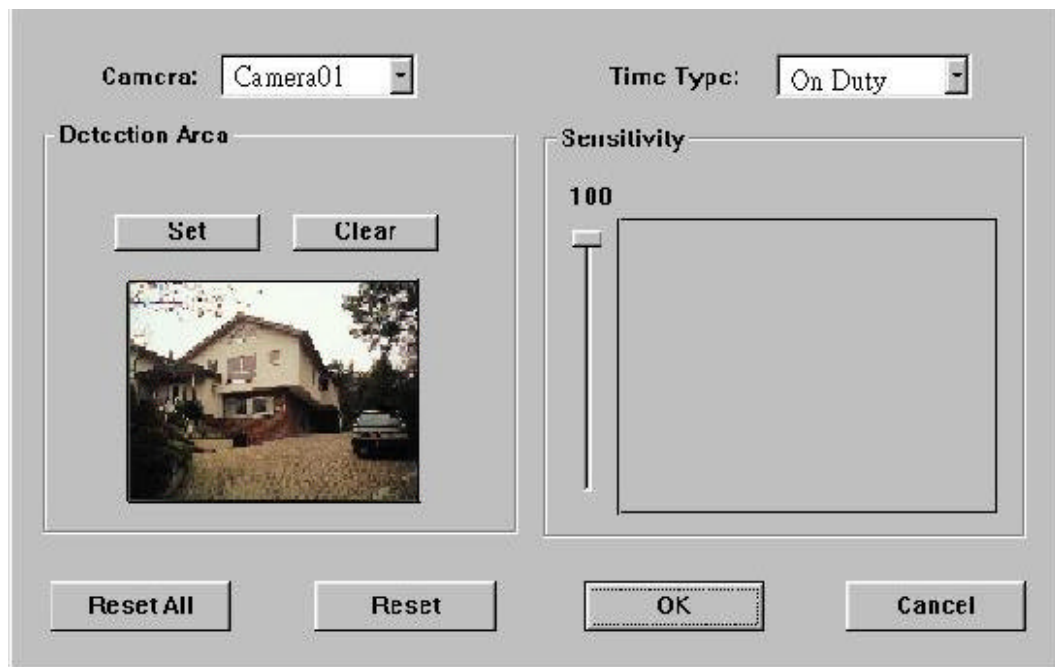 Camera: Camera01 Time Type: On Duty
Detection Area
Set Clear
Sensitivity
100
Reset All Reset OK Cancel